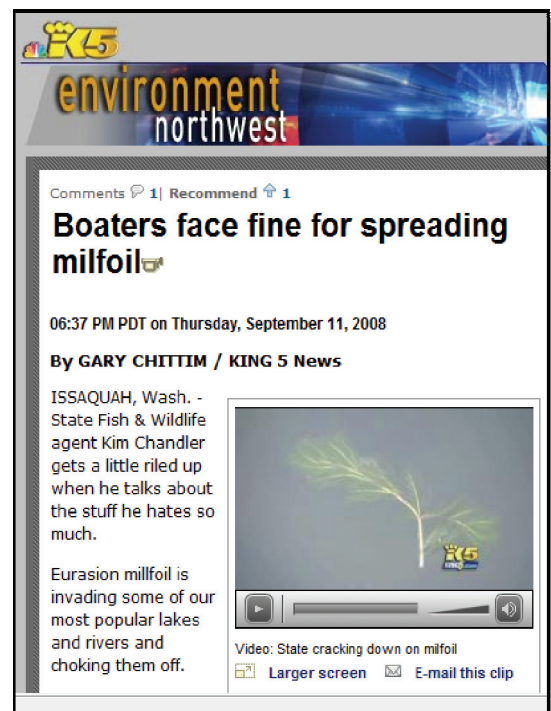 K5
environment
northwest
Comments 1| Recommend 1
Boaters face fine for spreading
milfoil
06:37 PM PDT on Thursday, September 11, 2008
By GARY CHITTIM / KING 5 News
ISSAQUAH, Wash. -
State Fish & Wildlife
agent Kim Chandler
gets a little riled up
when he talks about
the stuff he hates so
much.
Eurasion millfoil is
invading some of our
most popular lakes
and rivers and
choking them off.
K5
KING5.com
Video: State cracking down on milfoil
Larger screen E-mail this clip